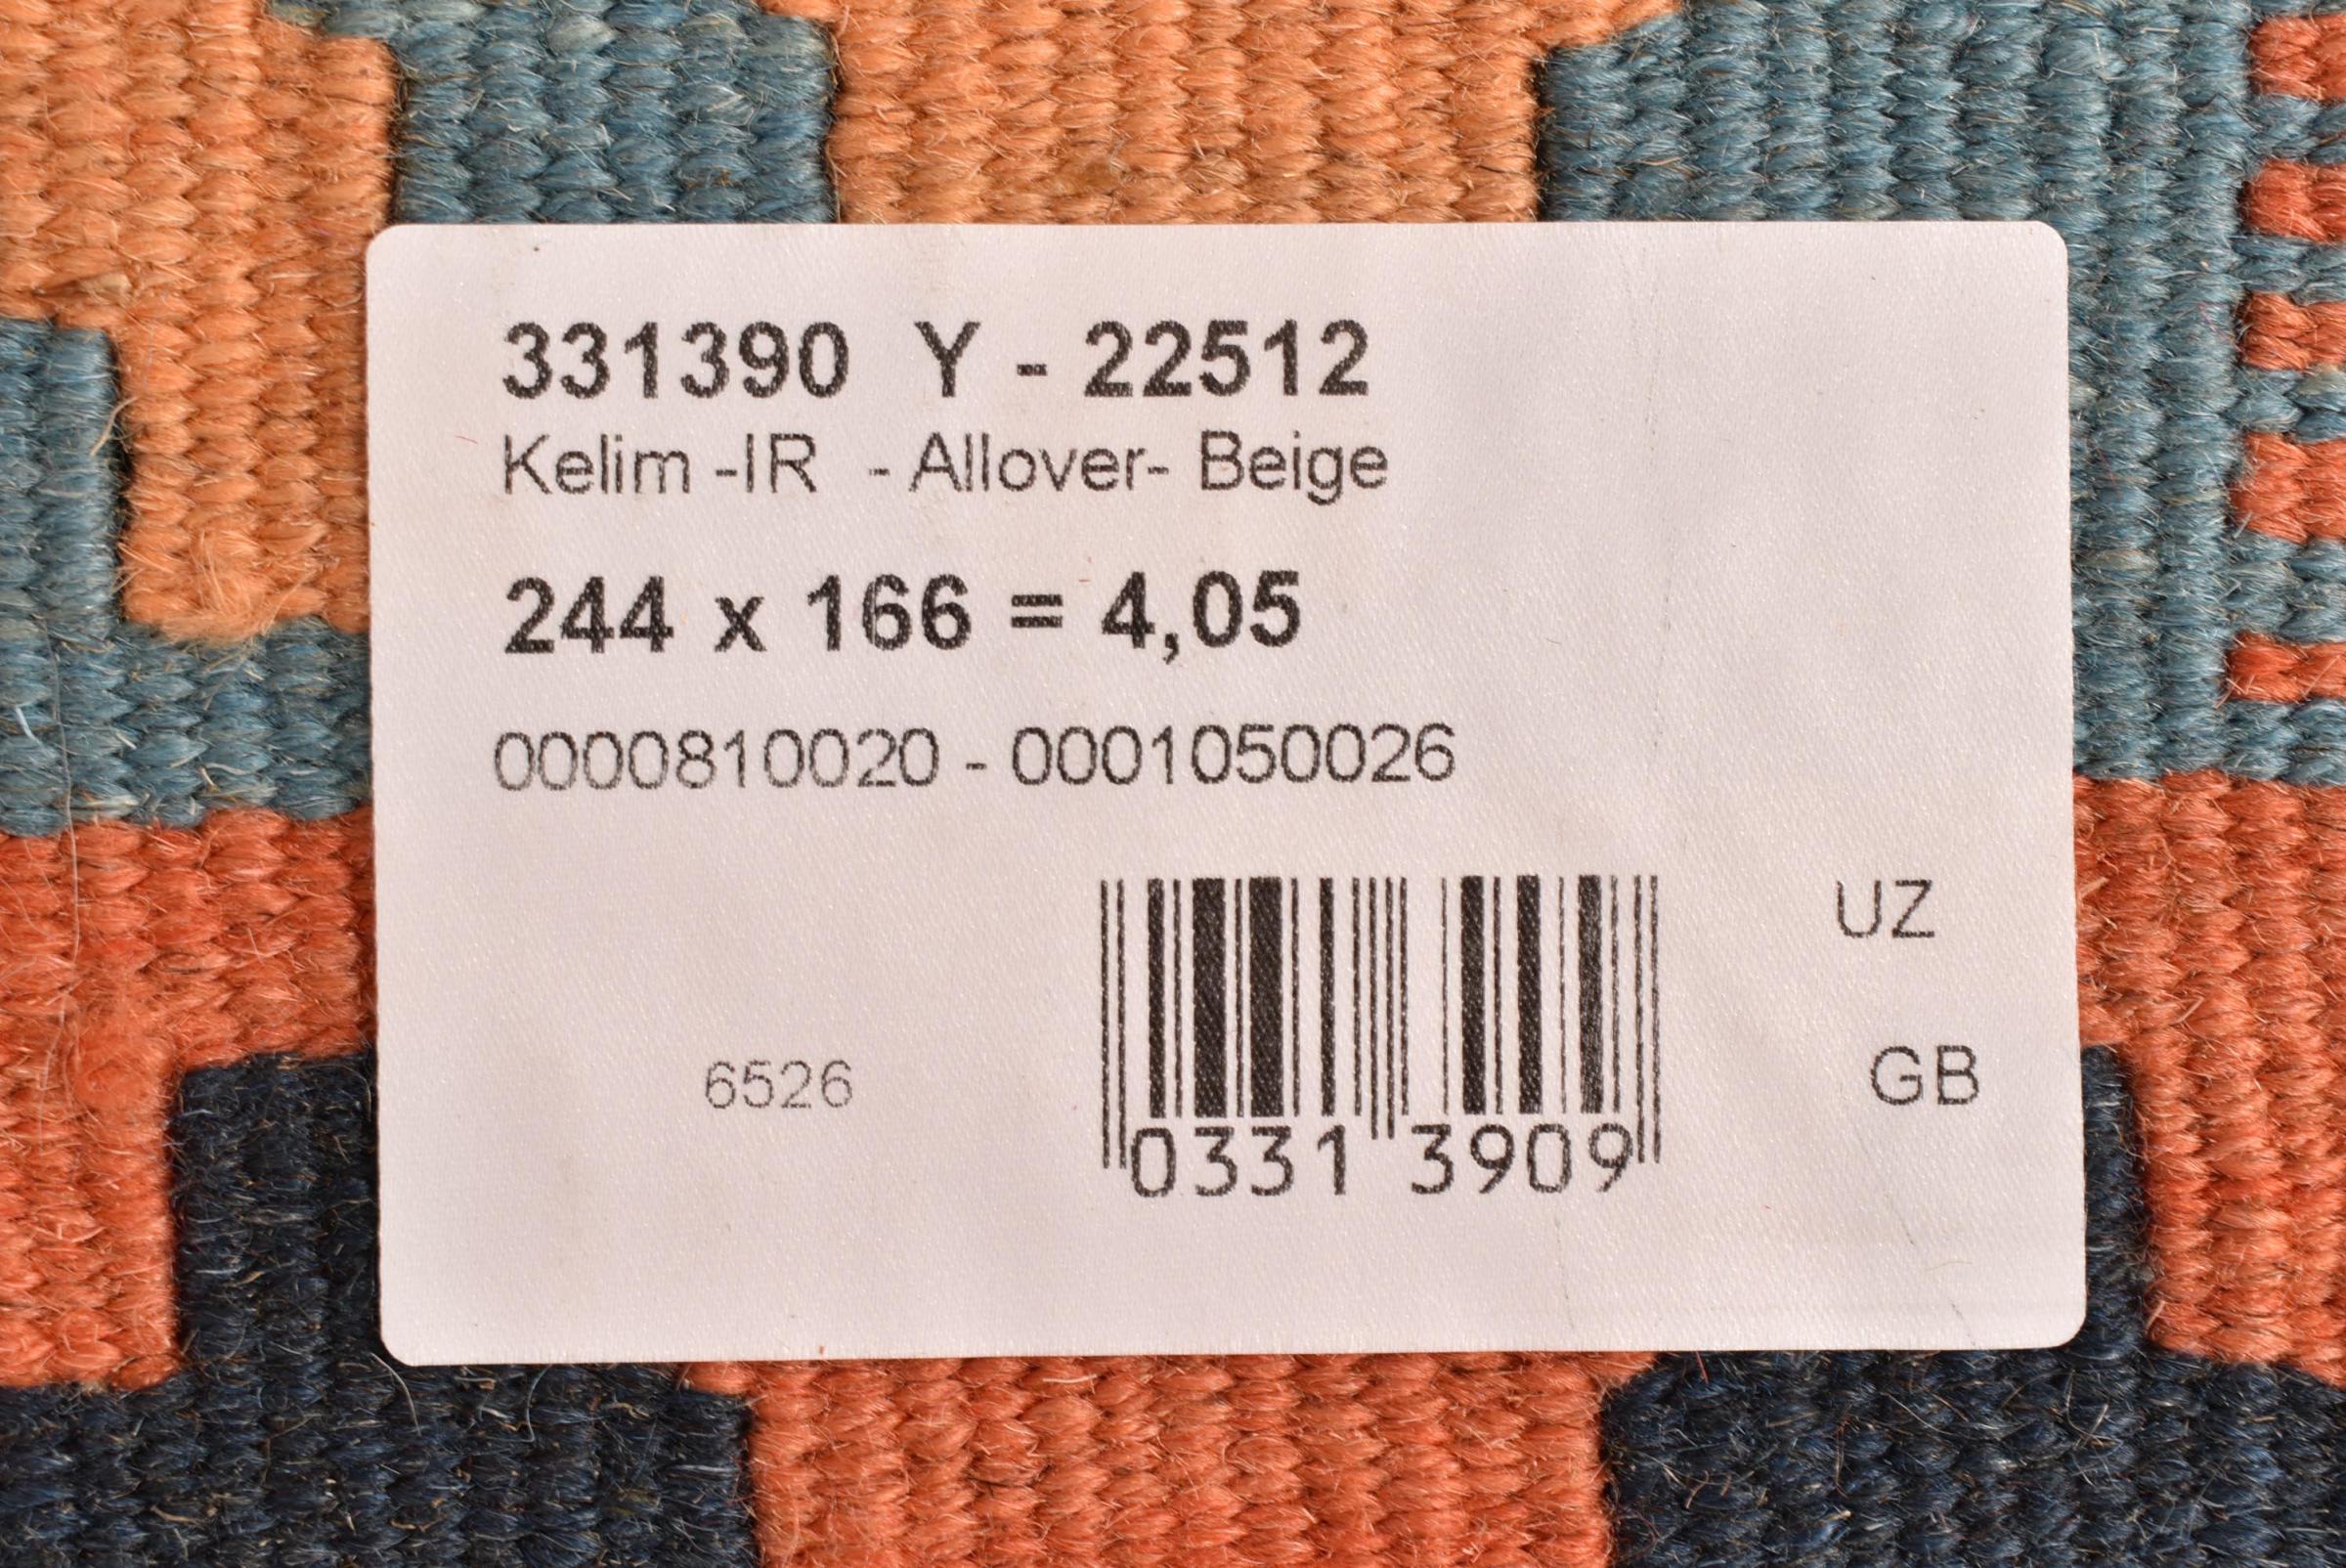 331390 Y - 22512
Kelim -IR - Allover- Beige
244 x 166 = 4,05
0000810020 - 0001050026
UZ
6526
GB
0331 3909